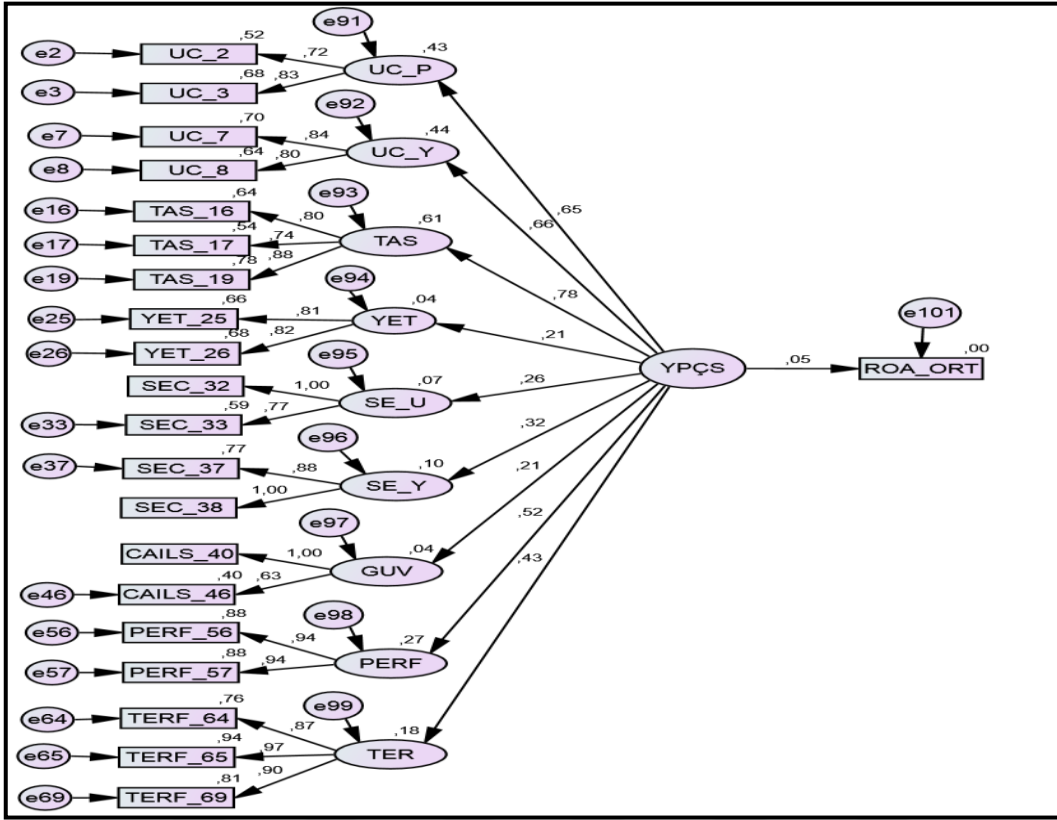 e91
,43
,52
e2
UC_2
,72
UC_P
,68
,83
e3
UC_3
e92
,44
,70
e7
UC_7
,84
UC_Y
,64
,80
e8
UC_8
e93
,61
,64
e16
TAS_16
,80
,54
e17
TAS_17
,74
TAS
,78
,88
e19
TAS_19
e94
,04
,66
e25
YET_25
,81
YET
,68
,82
e26
YET_26
e95
,07
SEC_32
1,00
SE_U
,59
,77
e33
SEC_33
e96
,10
,77
e37
SEC_37
,88
SE_Y
1,00
SEC_38
e97
,04
CAILS_40
1,00
GUV
,40
,63
e46
CAILS_46
e98
,27
,88
e56
PERF_56
,94
PERF
,88
,94
e57
PERF_57
e99
,18
,76
e64
TERF_64
,87
,94
e65
TERF_65
,97
TER
,81
,90
e69
TERF_69
,65
,66
,78
,21
,26
,32
,21
,52
,43
YPÇS
,05
e101
,00
ROA_ORT